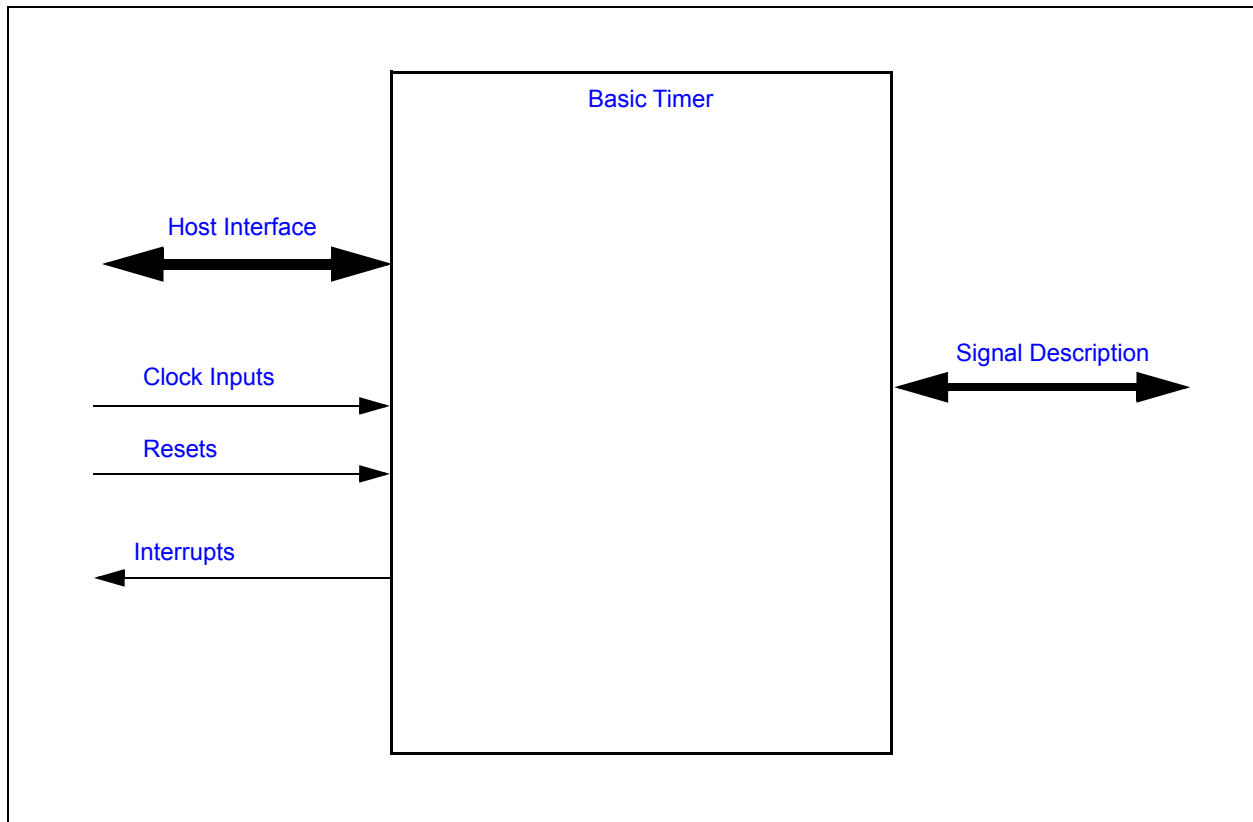 Basic Timer
Host Interface
Signal Description
Clock Inputs
Resets
Interrupts